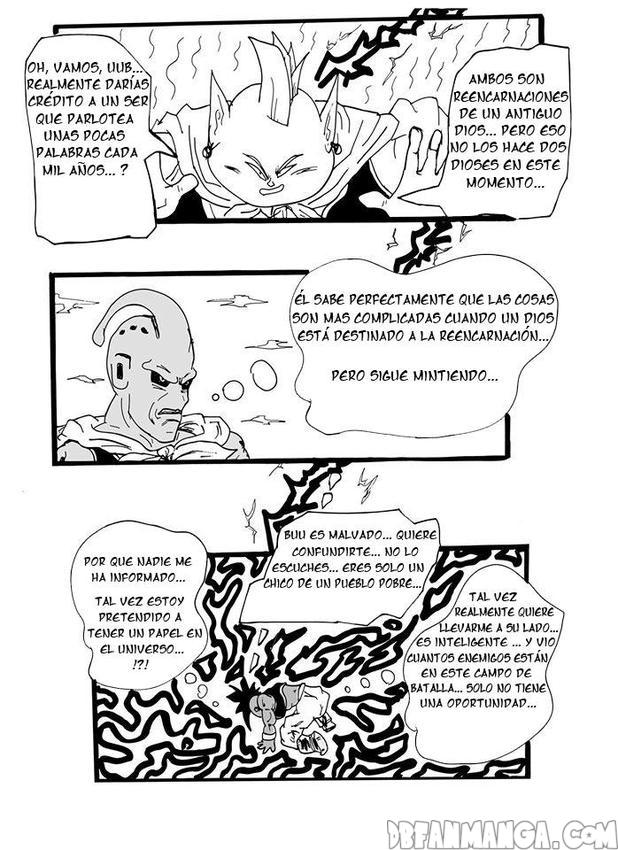 OH, VAMOS, UUB...
REALMENTE DARÍAS
CRÉDITO A UN SER
QUE PARLOTEA
UNAS POCAS
PALABRAS CADA
MIL AÑOS... ?
AMBOS SON
REENCARNACIONES
DE UN ANTIGUO
DIOS... PERO ESO
NO LOS HACE DOS
DIOSES EN ESTE
MOMENTO...
ÉL SABE PERFECTAMENTE QUE LAS COSAS
SON MAS COMPLICADAS CUANDO UN DIOS
ESTÁ DESTINADO A LA REENCARNACIÓN...
PERO SIGUE MINTIENDO...
BUU ES MALVADO... QUIERE
CONFUNDIRTE... NO LO
ESCUCHES... ERES SOLO UN
CHICO DE UN PUEBLO POBRE...
POR QUE NADIE ME
HA INFORMADO...
TAL VEZ ESTOY
PRETENDIDO A
TENER UN PAPEL EN
EL UNIVERSO...
!?!
TAL VEZ
REALMENTE QUIERE
LLEVARME A SU LADO...
ES INTELIGENTE ... Y VIO
CUANTOS ENEMIGOS ESTÁN
EN ESTE CAMPO DE
BATALLA... SOLO NO TIENE
UNA OPORTUNIDAD...
DBFANMANGA.COM